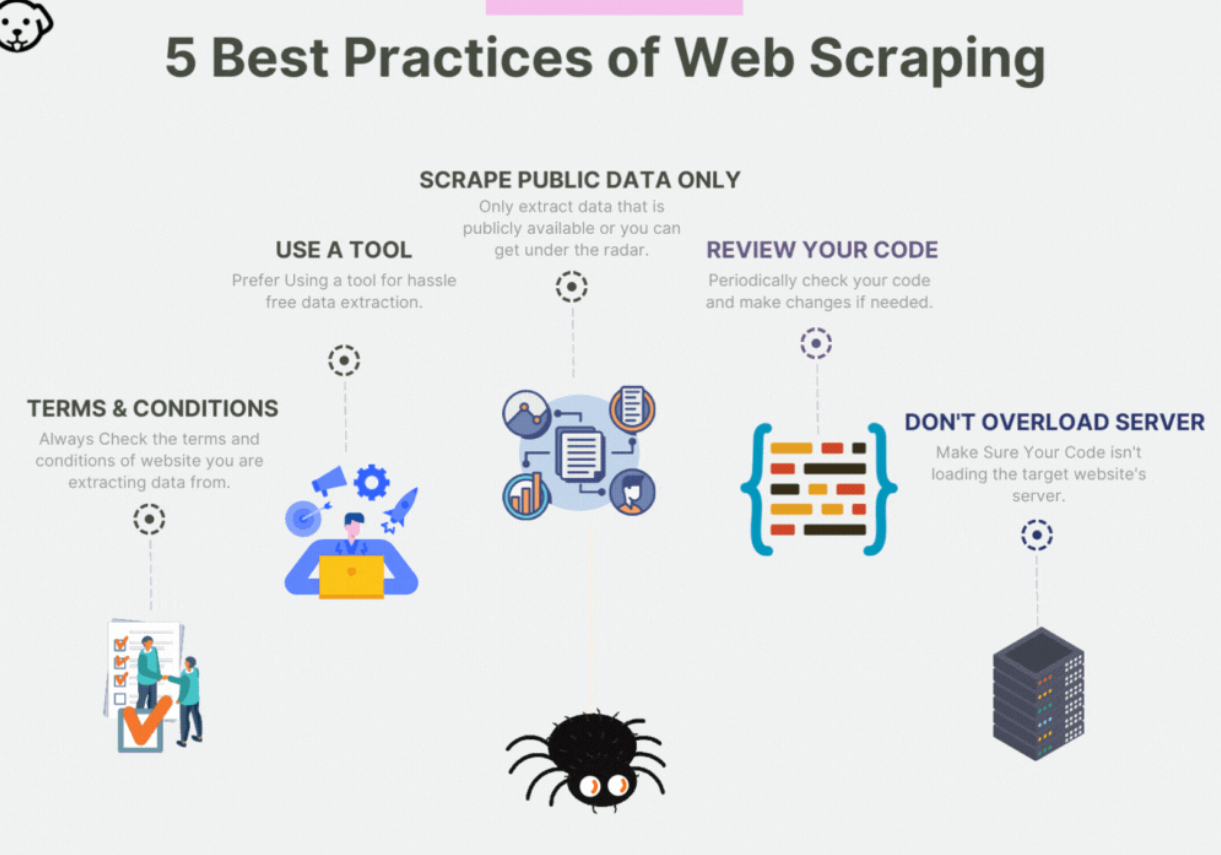 5 Best Practices of Web Scraping
SCRAPE PUBLIC DATA ONLY
Only extract data that is
publicly available or you can
get under the radar.
USE A TOOL
Prefer Using a tool for hassle
free data extraction.
REVIEW YOUR CODE
Periodically check your code
and make changes if needed.
TERMS & CONDITIONS
Always Check the terms and
conditions of website you are
extracting data from.
DON'T OVERLOAD SERVER
Make Sure Your Code isn't
loading the target website's
server.